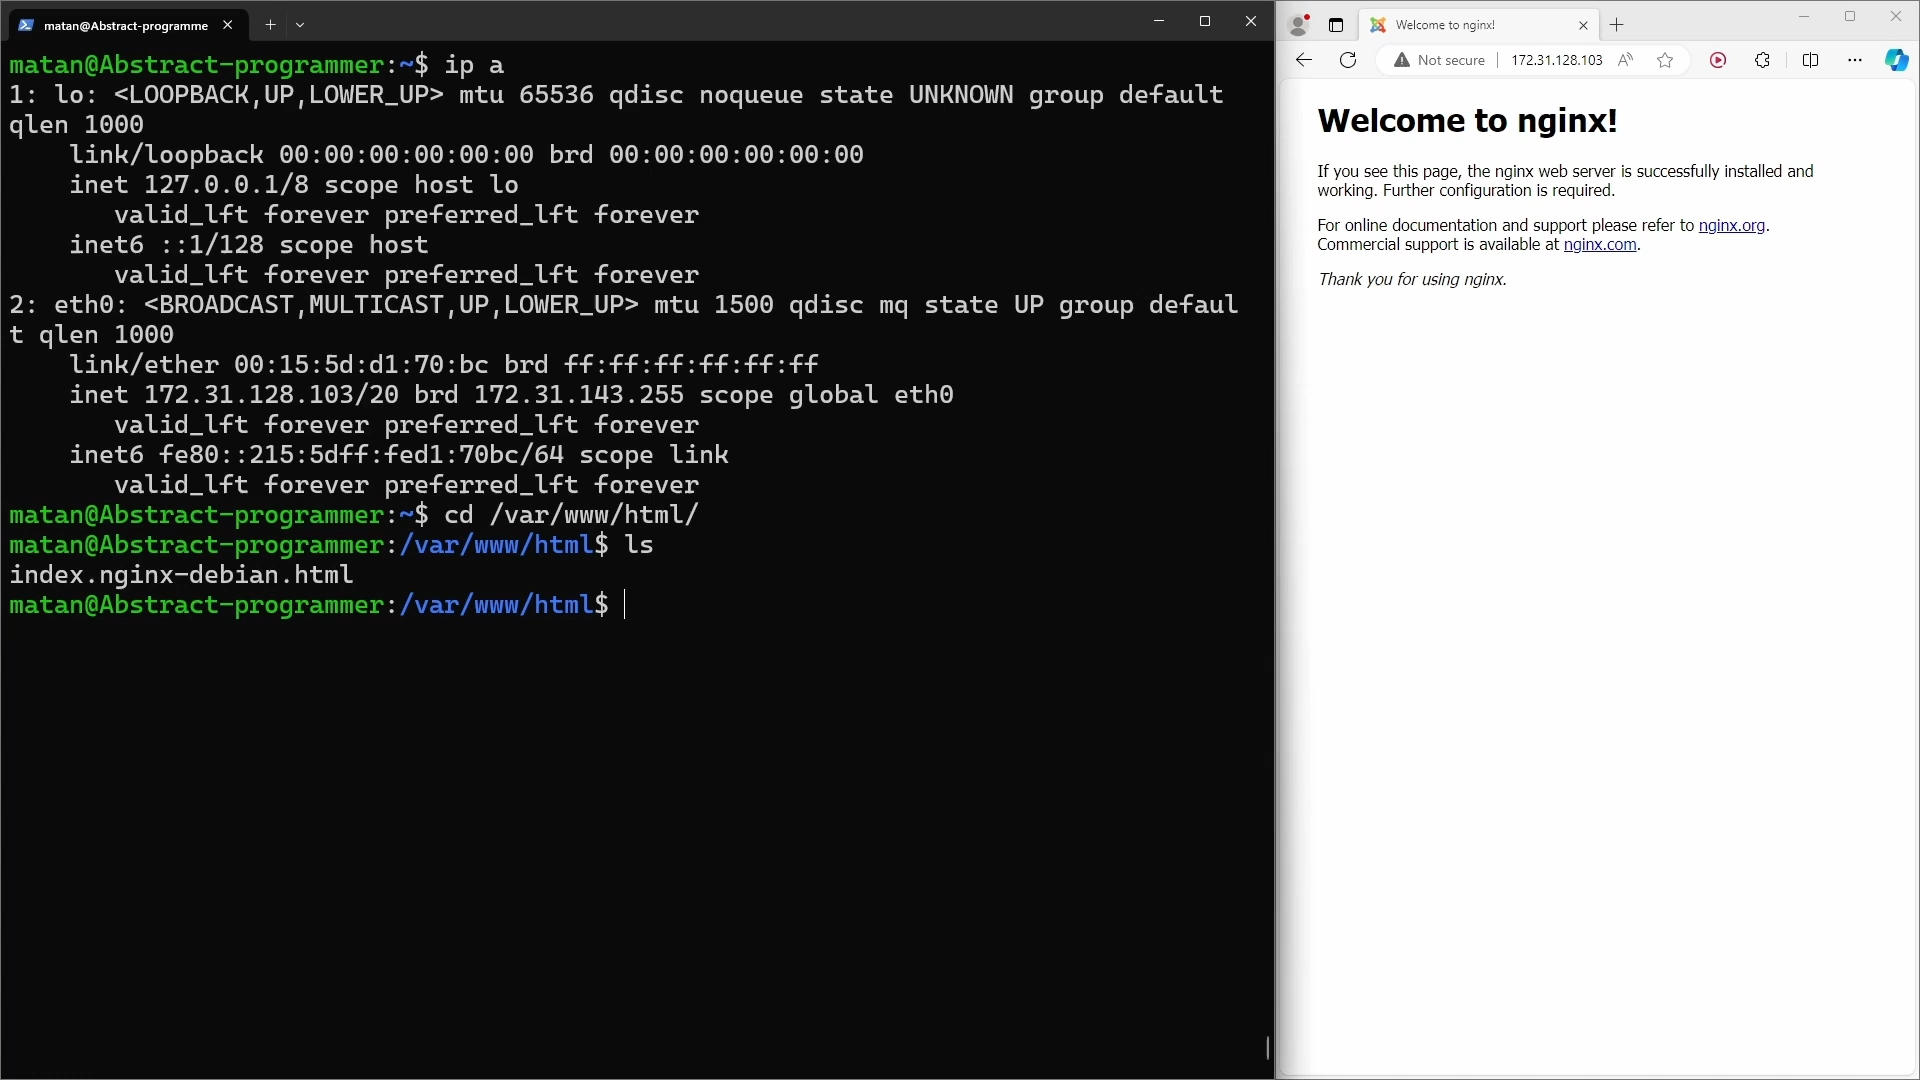 matan@Abstract-programme
matan@Abstract-programmer:~$ ip a
1: lo: <LOOPBACK,UP,LOWER_UP> mtu 65536 qdisc noqueue state UNKNOWN group default
qlen 1000
link/loopback 00:00:00:00:00:00 brd 00:00:00:00:00:00
inet 127.0.0.1/8 scope host lo
valid_lft forever preferred_lft forever
inet6 ::1/128 scope host
valid_lft forever preferred_lft forever
2: eth0: <BROADCAST,MULTICAST,UP,LOWER_UP> mtu 1500 qdisc mq state UP group defaul
t qlen 1000
link/ether 00:15:5d:d1:70:bc brd ff:ff:ff:ff:ff:ff
inet 172.31.128.103/20 brd 172.31.143.255 scope global eth0
valid_lft forever preferred_lft forever
inet6 fe80::215:5dff:fed1:70bc/64 scope link
valid_lft forever preferred_lft forever
matan@Abstract-programmer:~$ cd /var/www/html/
matan@Abstract-programmer:/var/www/html$ ls
index.nginx-debian.html
matan@Abstract-programmer:/var/www/html$
Welcome to nginx!
Not secure 172.31.128.103
Welcome to nginx!
If you see this page, the nginx web server is successfully installed and
working. Further configuration is required.
For online documentation and support please refer to nginx.org.
Commercial support is available at nginx.com.
Thank you for using nginx.